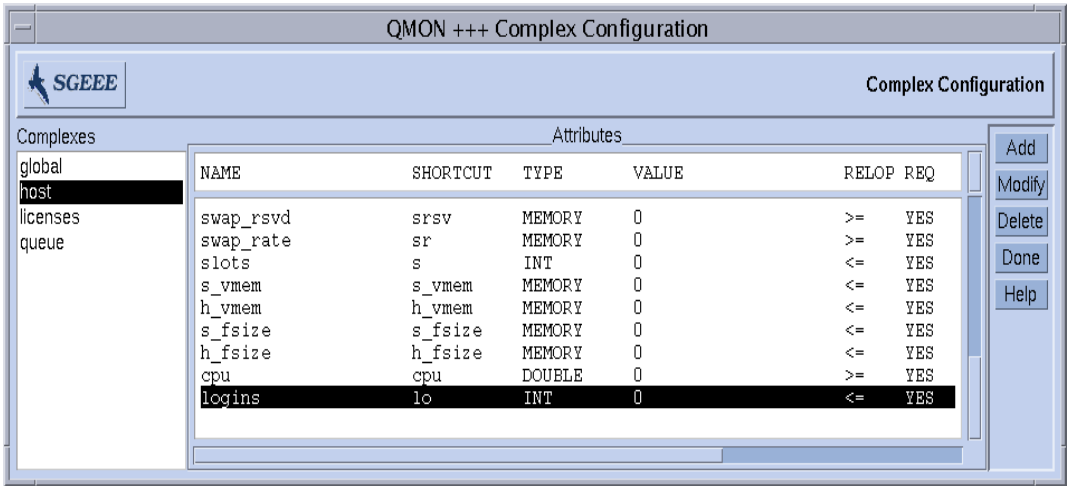 QMON +++ Complex Configuration
SGEEE
Complex Configuration
Complexes
global
host
licenses
queue
Attributes
NAME SHORTCUT TYPE VALUE RELOP REQ
swap_rsvd srsv MEMORY 0 >= YES
swap_rate sr MEMORY 0 >= YES
slots s INT 0 <= YES
s_vmem s_vmem MEMORY 0 <= YES
h_vmem h_vmem MEMORY 0 <= YES
s_fsize s_fsize MEMORY 0 <= YES
h_fsize h_fsize MEMORY 0 <= YES
cpu cpu DOUBLE 0 >= YES
logins lo INT 0 <= YES
Add
Modify
Delete
Done
Help